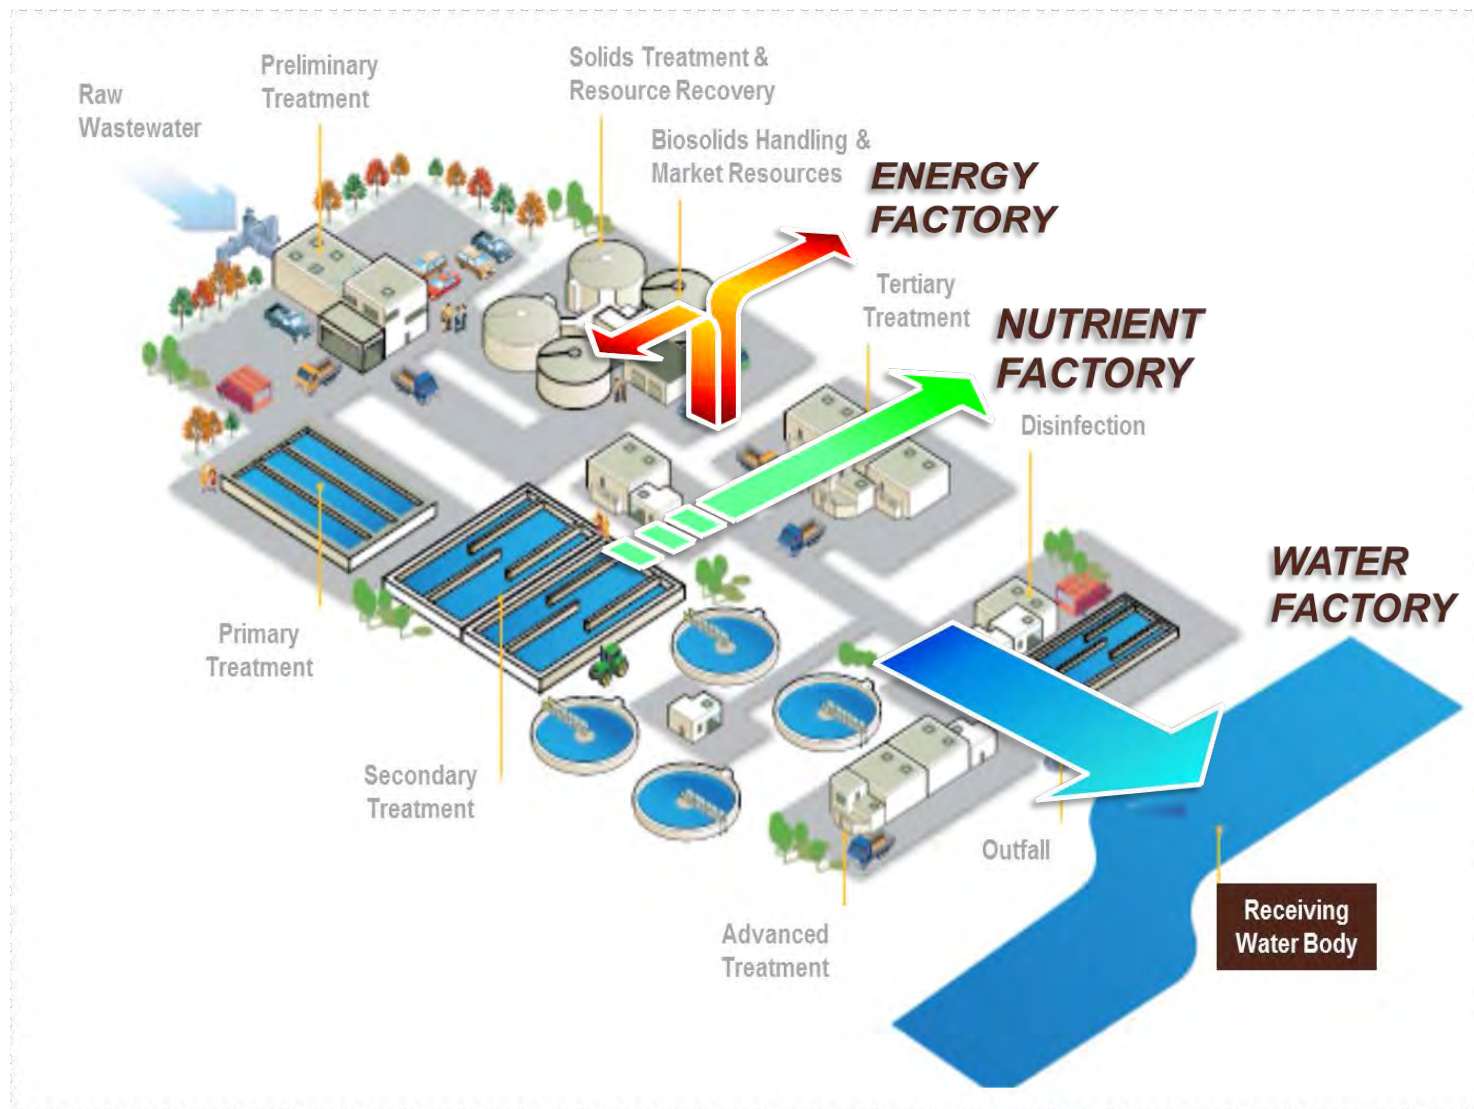 Raw
Wastewater
Preliminary
Treatment
Solids Treatment &
Resource Recovery
Biosolids Handling &
Market Resources
ENERGY
FACTORY
Tertiary
Treatment
NUTRIENT
FACTORY
Disinfection
WATER
FACTORY
Primary
Treatment
Secondary
Treatment
Outfall
Advanced
Treatment
Receiving
Water Body